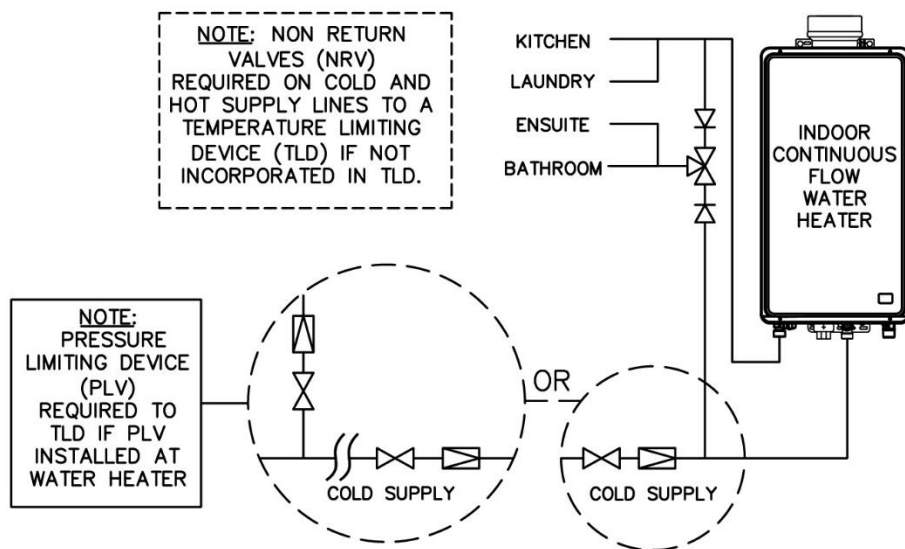 NOTE: NON RETURN
VALVES (NRV)
REQUIRED ON COLD AND
HOT SUPPLY LINES TO A
TEMPERATURE LIMITING
DEVICE (TLD) IF NOT
INCORPORATED IN TLD.
KITCHEN
LAUNDRY
ENSUITE
BATHROOM
INDOOR
CONTINUOUS
FLOW
WATER
HEATER
NOTE:
PRESSURE
LIMITING DEVICE
(PLV)
REQUIRED TO
TLD IF PLV
INSTALLED AT
WATER HEATER
OR
COLD SUPPLY
COLD SUPPLY